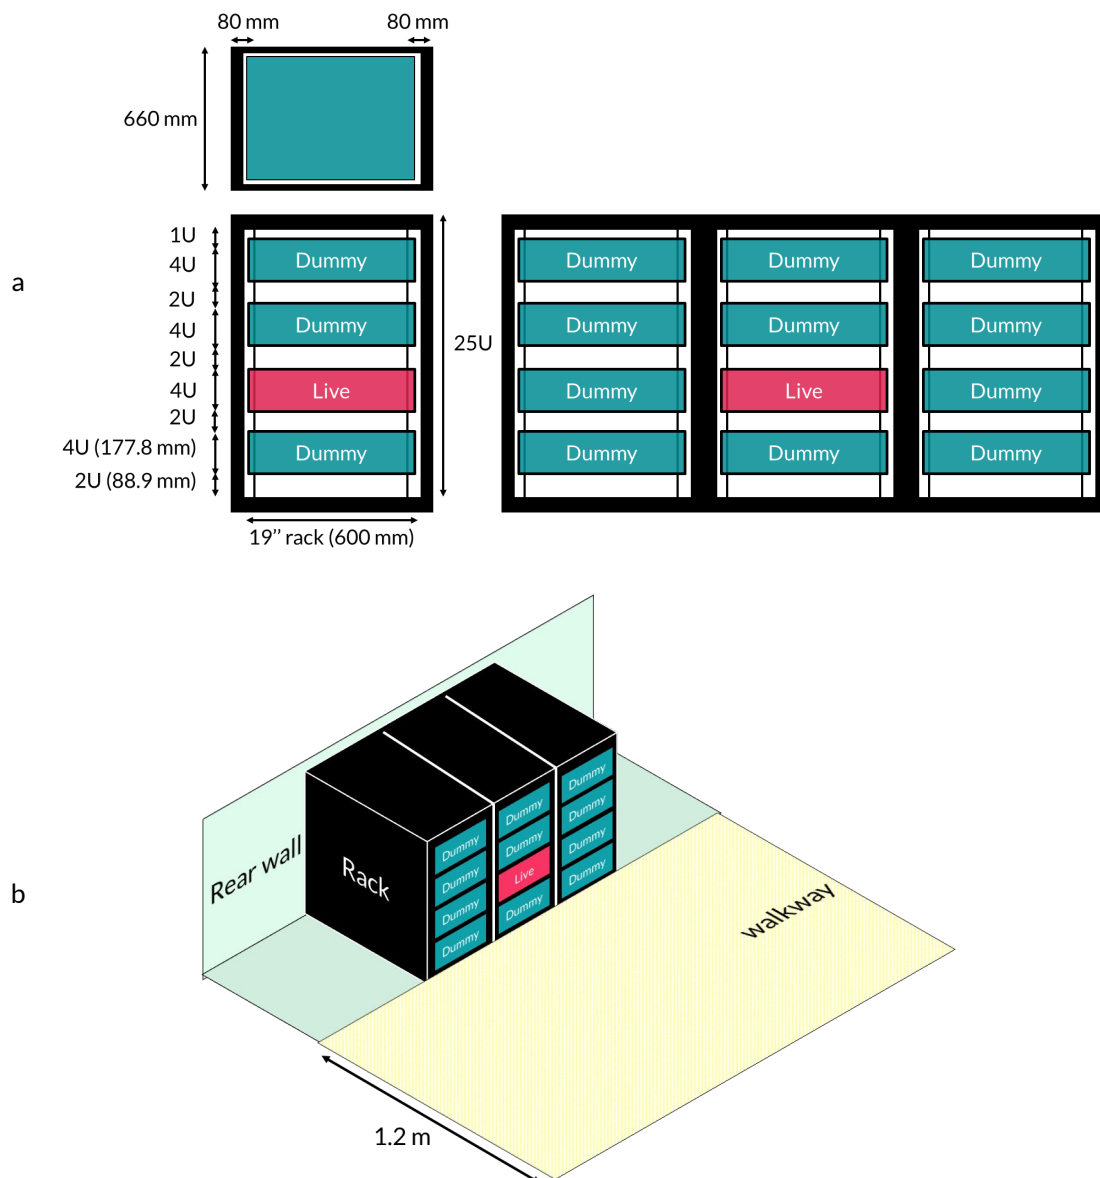 80 mm
80 mm
660 mm
a
1U
4U
2U
4U
2U
4U
2U
4U (177.8 mm)
2U (88.9 mm)
Dummy
Dummy
Live
Dummy
25U
19’’ rack (600 mm)
Dummy Dummy Dummy
Dummy Dummy Dummy
Dummy Live Dummy
Dummy Dummy Dummy
b
Rear wall
Rack
Dummy
Dummy
Dummy
Dummy
Dummy
Dummy
Live
Dummy
Dummy
Dummy
Dummy
Dummy
walkway
1.2 m